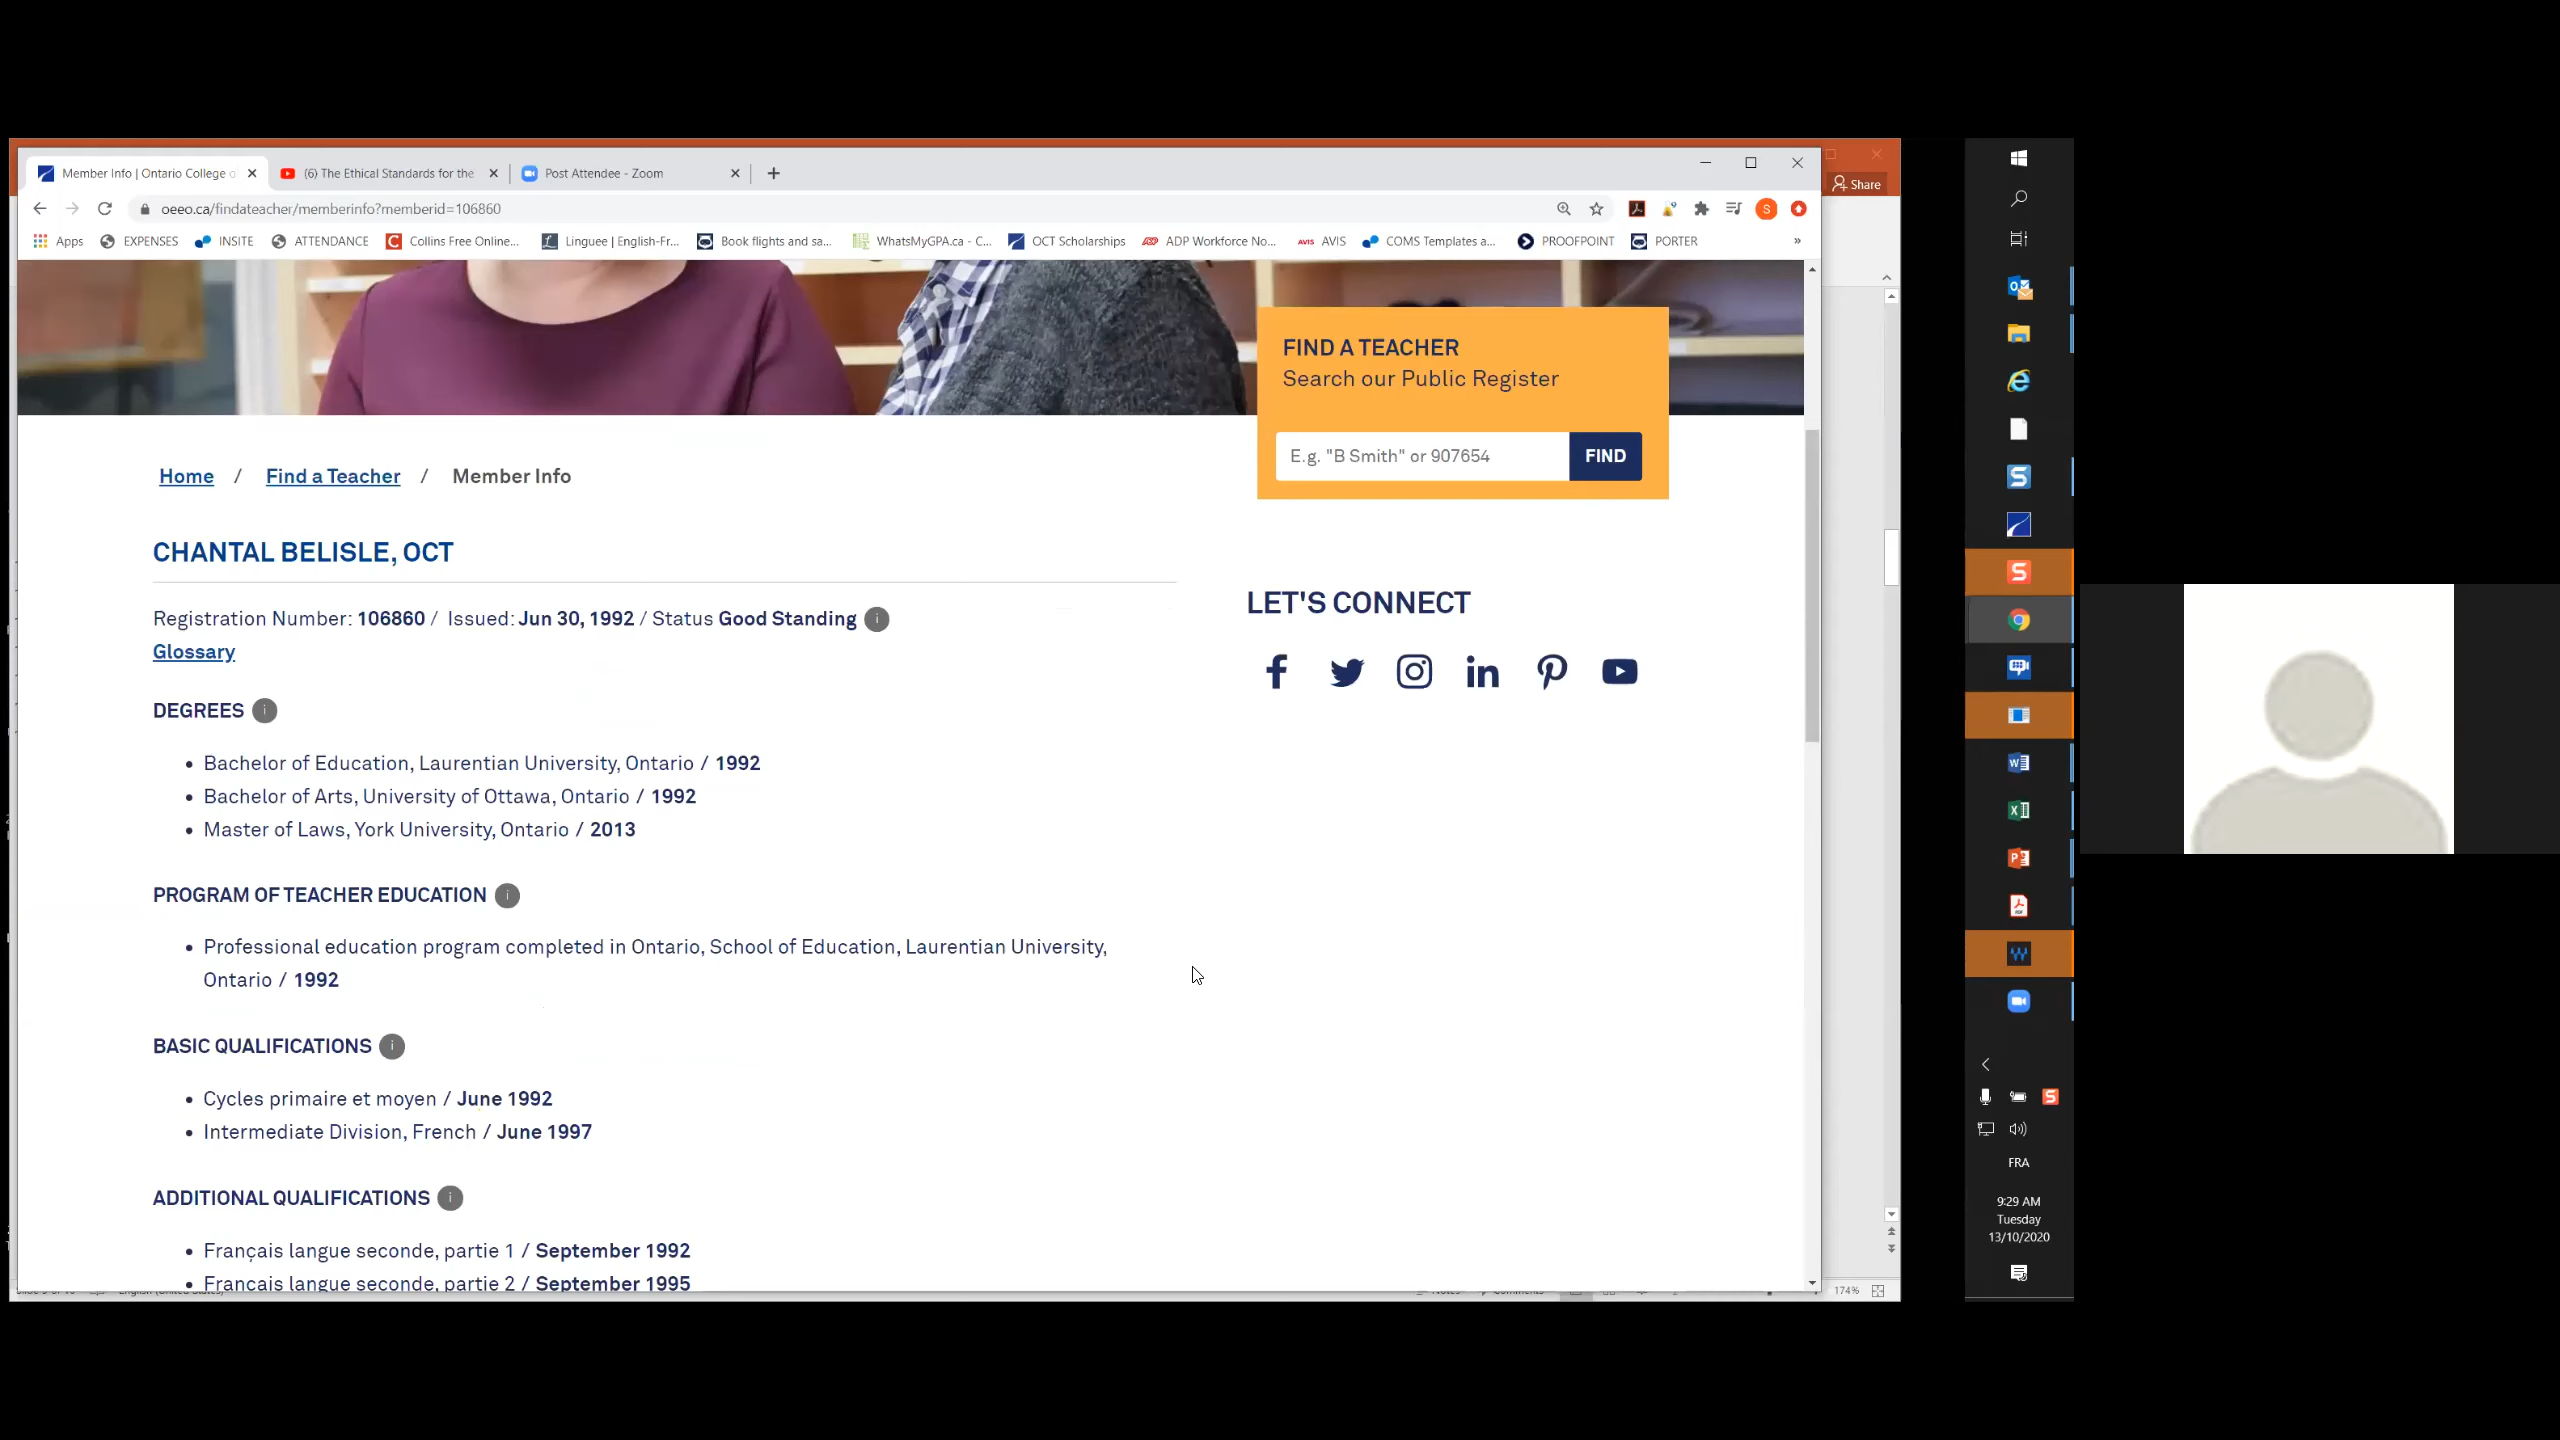 Member Info | Ontario College o
(6) The Ethical Standards for the
Post Attendee - Zoom
Share
oeeo.ca/findateacher/memberinfo?memberid=106860
S
Apps
EXPENSES
INSITE
ATTENDANCE
Collins Free Online...
Linguee | English-Fr...
Book flights and sa...
WhatsMyGPA.ca - C...
OCT Scholarships
ADP Workforce No...
AVIS
COMS Templates a...
PROOFPOINT
PORTER
»
FIND A TEACHER
Search our Public Register
E.g. "B Smith" or 907654
FIND
Home / Find a Teacher / Member Info
CHANTAL BELISLE, OCT
Registration Number: 106860 / Issued: Jun 30, 1992 / Status Good Standing
Glossary
LET'S CONNECT
DEGREES
• Bachelor of Education, Laurentian University, Ontario / 1992
• Bachelor of Arts, University of Ottawa, Ontario / 1992
• Master of Laws, York University, Ontario / 2013
PROGRAM OF TEACHER EDUCATION
• Professional education program completed in Ontario, School of Education, Laurentian University,
Ontario / 1992
BASIC QUALIFICATIONS
• Cycles primaire et moyen / June 1992
• Intermediate Division, French / June 1997
ADDITIONAL QUALIFICATIONS
• Français langue seconde, partie 1 / September 1992
• Français langue seconde, partie 2 / September 1995
174%
FRA
9:29 AM
Tuesday
13/10/2020